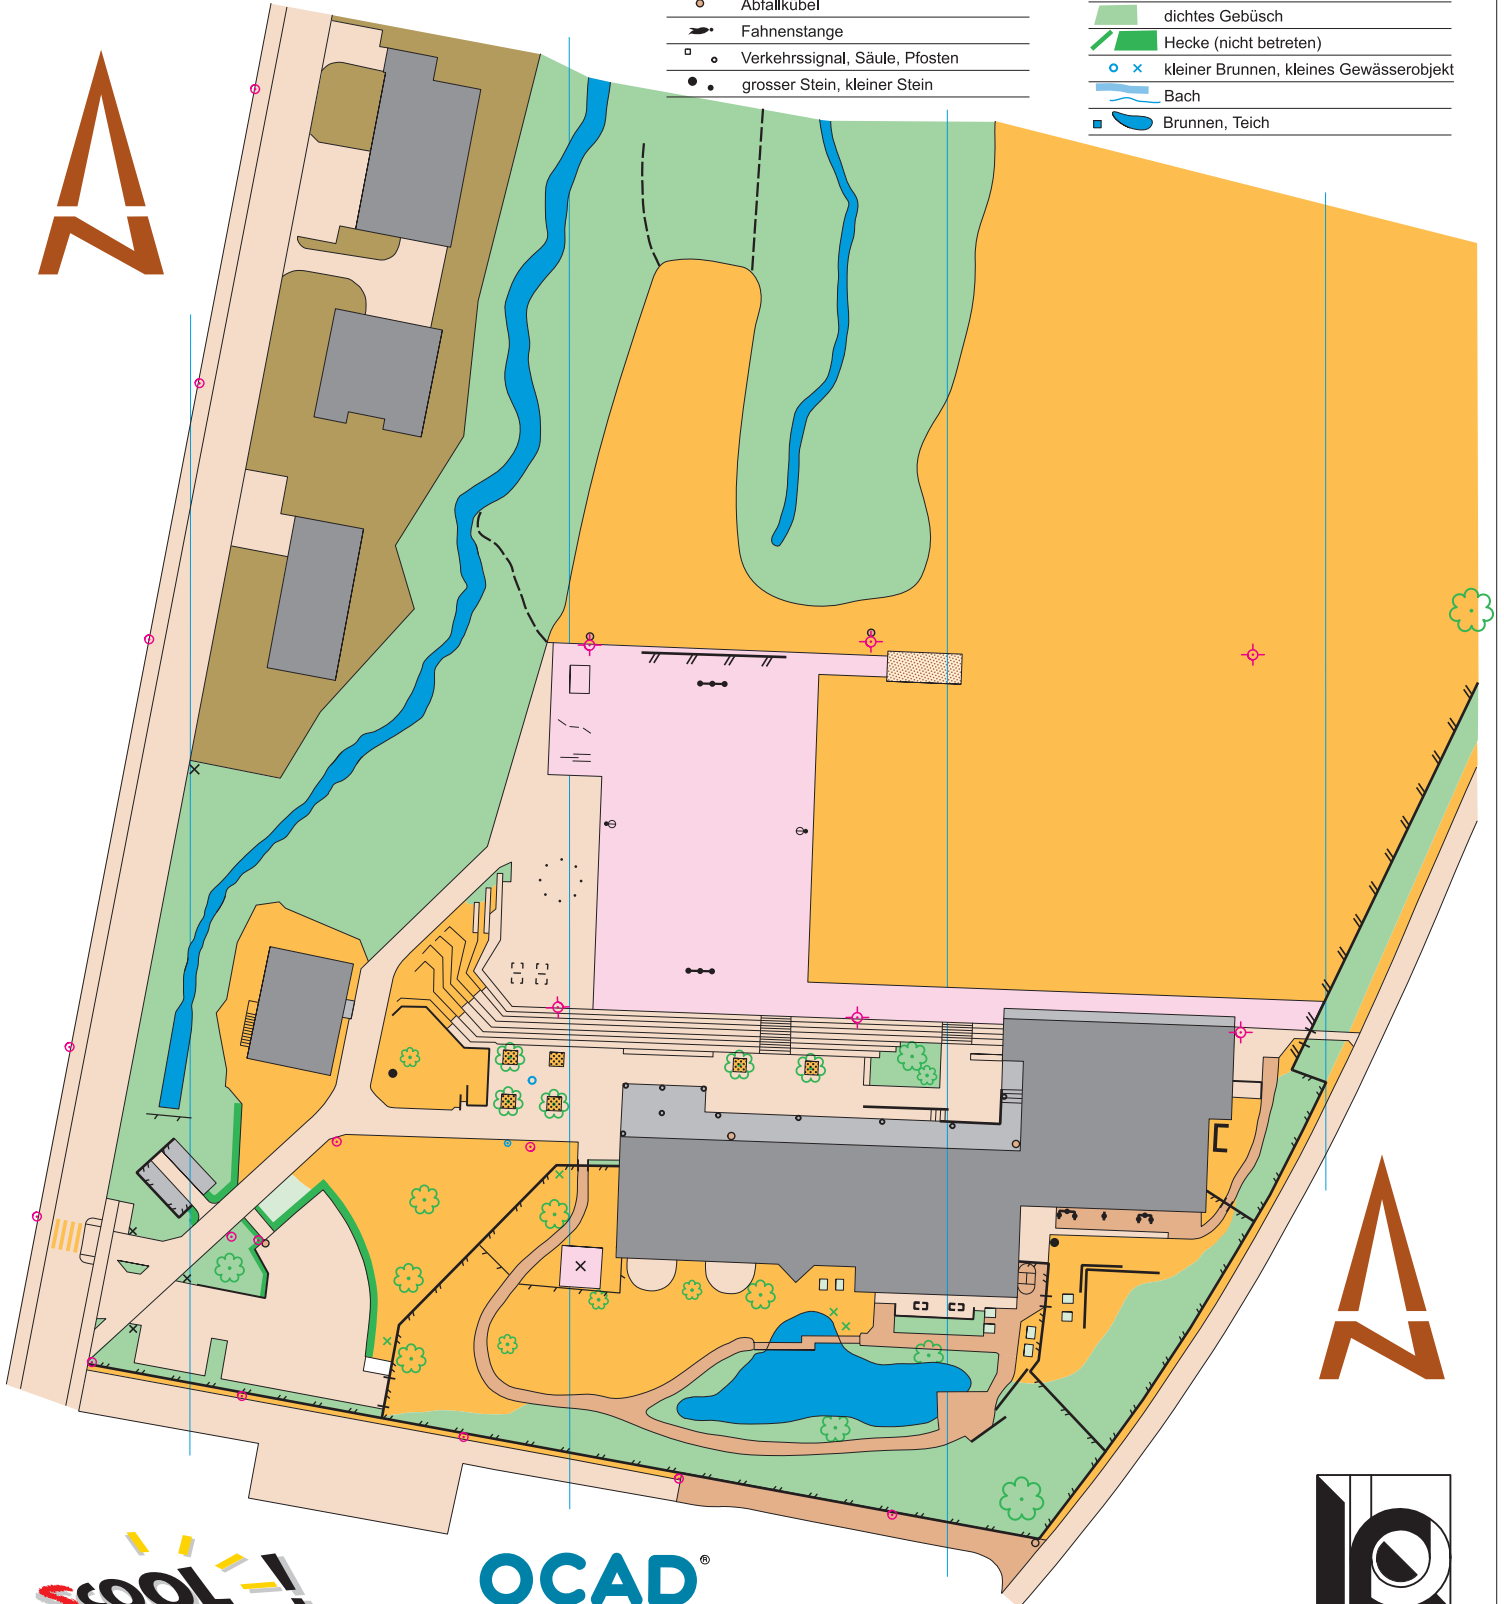 Abfallkübel
Fahnenstange
Verkehrssignal, Säule, Pfosten
grosser Stein, kleiner Stein
dichtes Gebüsch
Hecke (nicht betreten)
kleiner Brunnen, kleines Gewässerobjekt
Bach
Brunnen, Teich
sCOOL
OCAD®